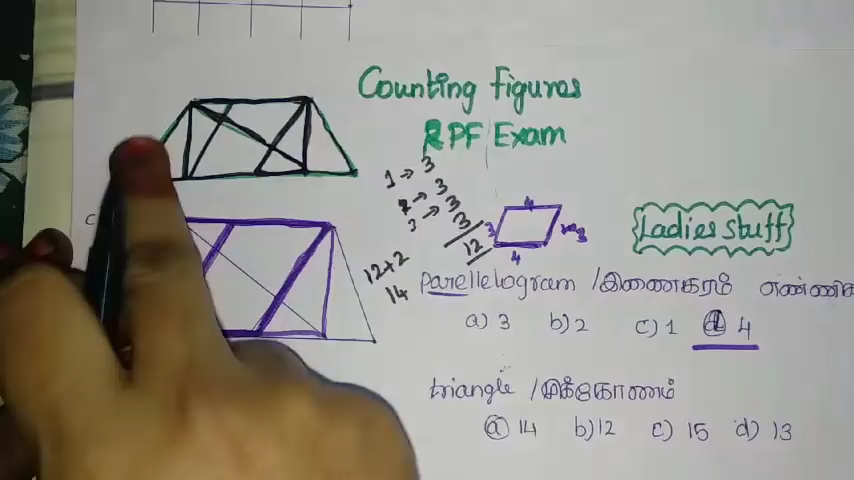 Counting figures
RPF Exam
1 → 3
2 → 3
3 → 3
3
12
12+2
14
4
3
3
4
Ladies stuff
Parellelogram / இணைகரம்
a) 3 b) 2 c) 1 d) 4
triangle / முக்கோணம்
a) 14 b) 12 c) 15 d) 13